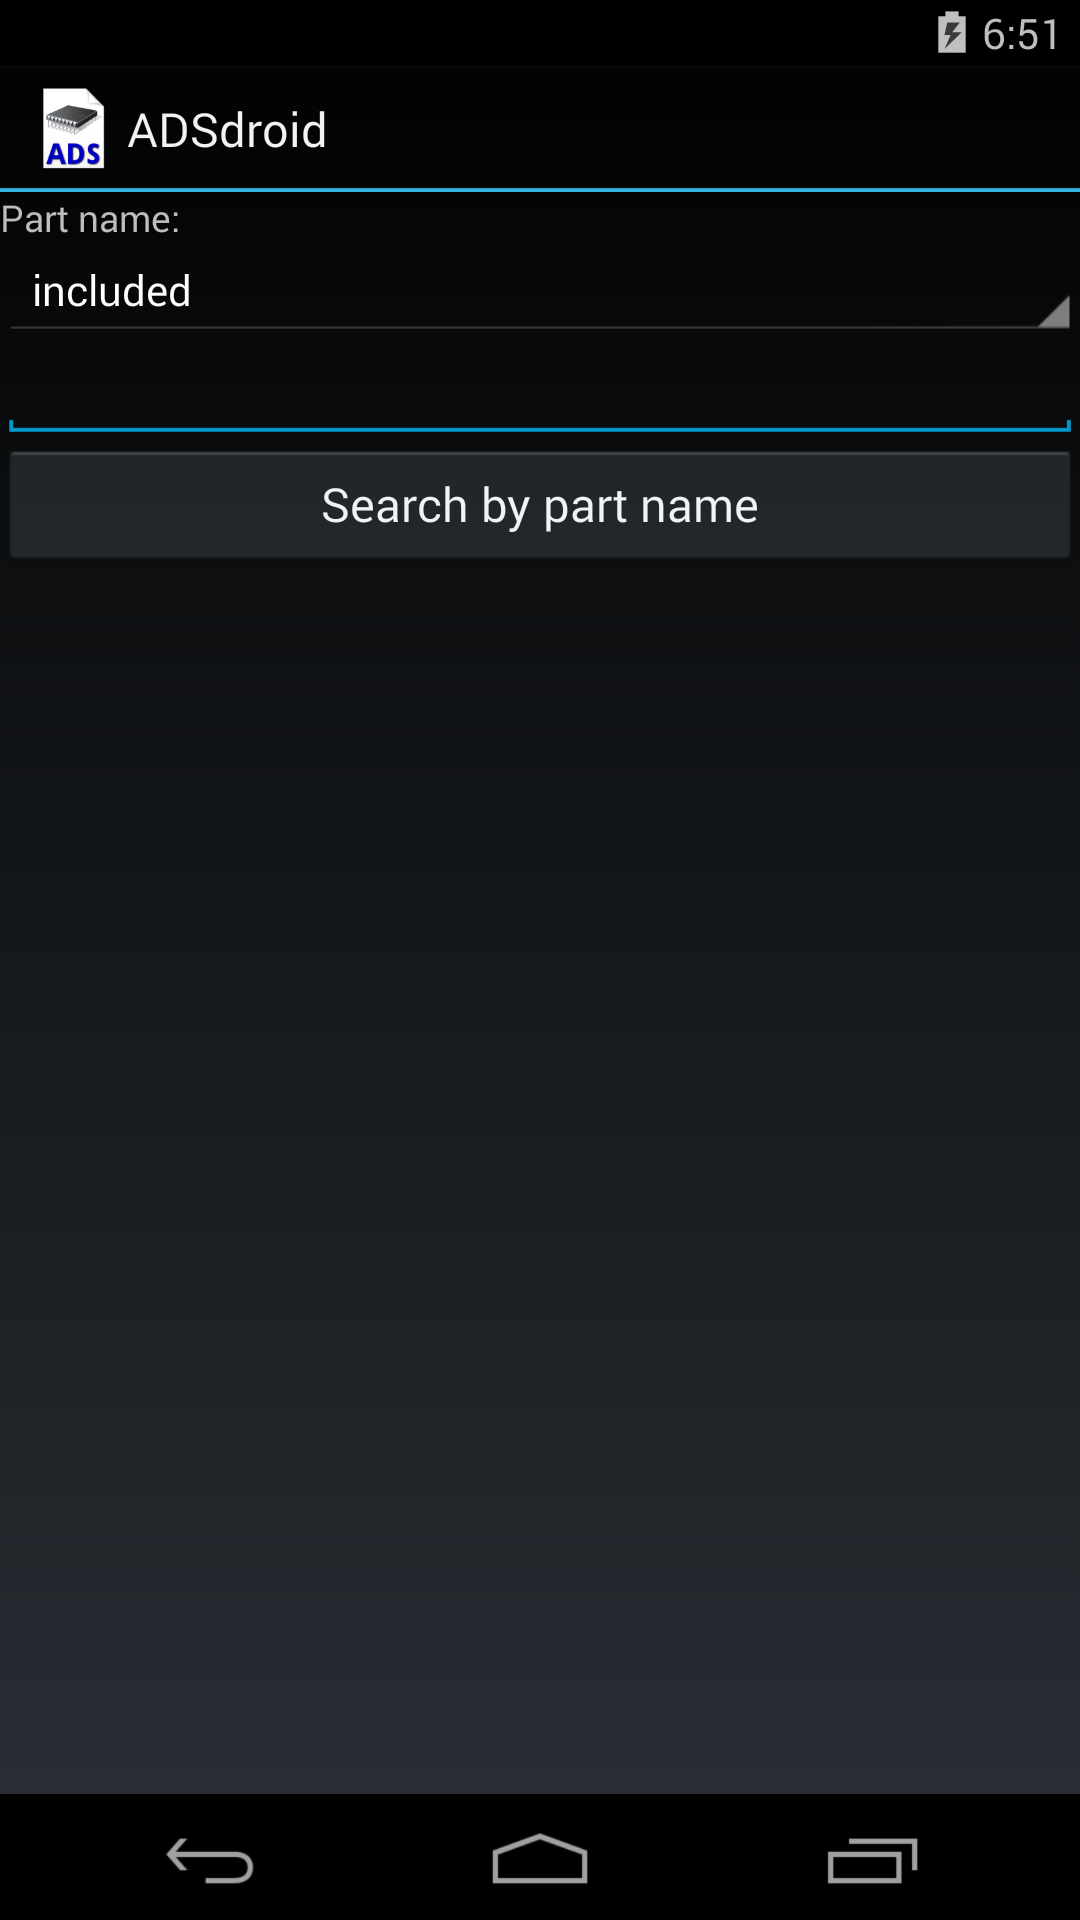 6:51
ADS
ADSdroid
Part name:
included
Search by part name